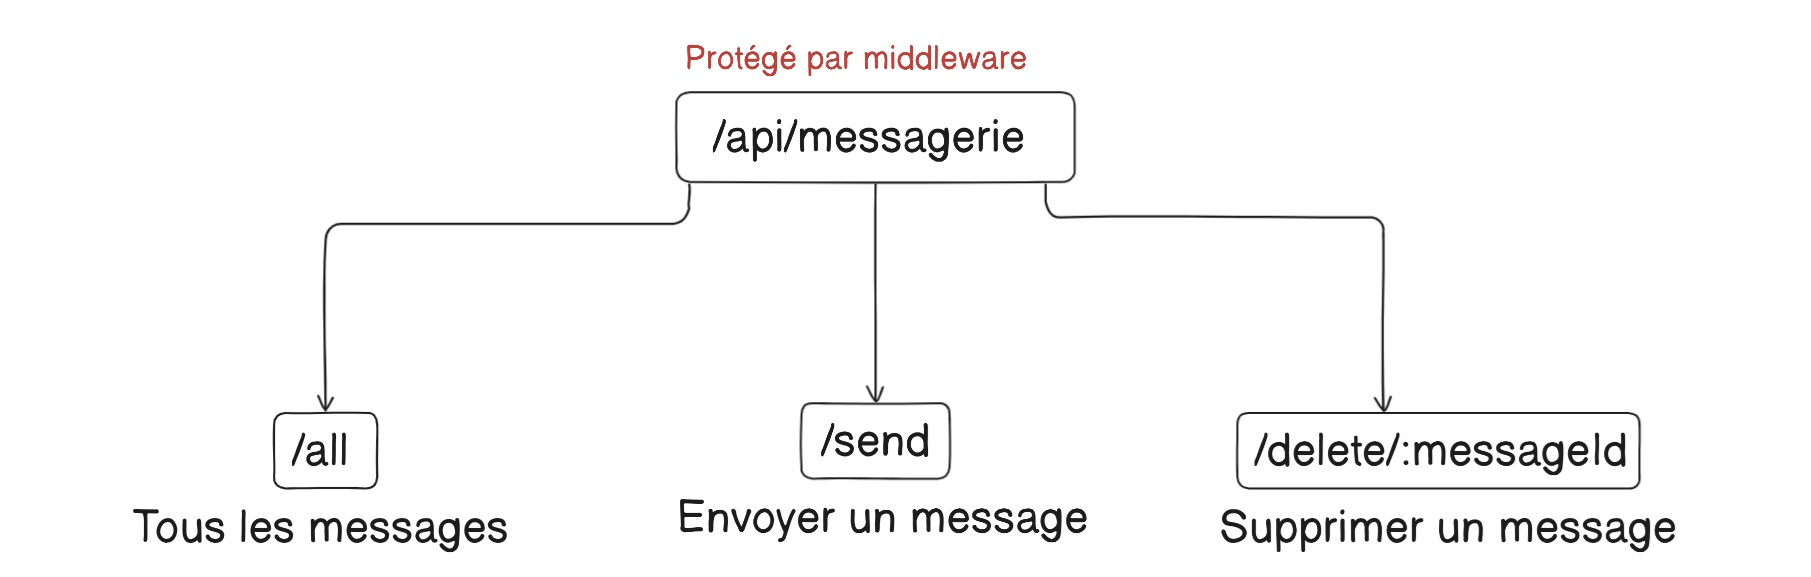 Protégé par middleware
/api/messagerie
/all
Tous les messages
/send
Envoyer un message
/delete/:messageId
Supprimer un message